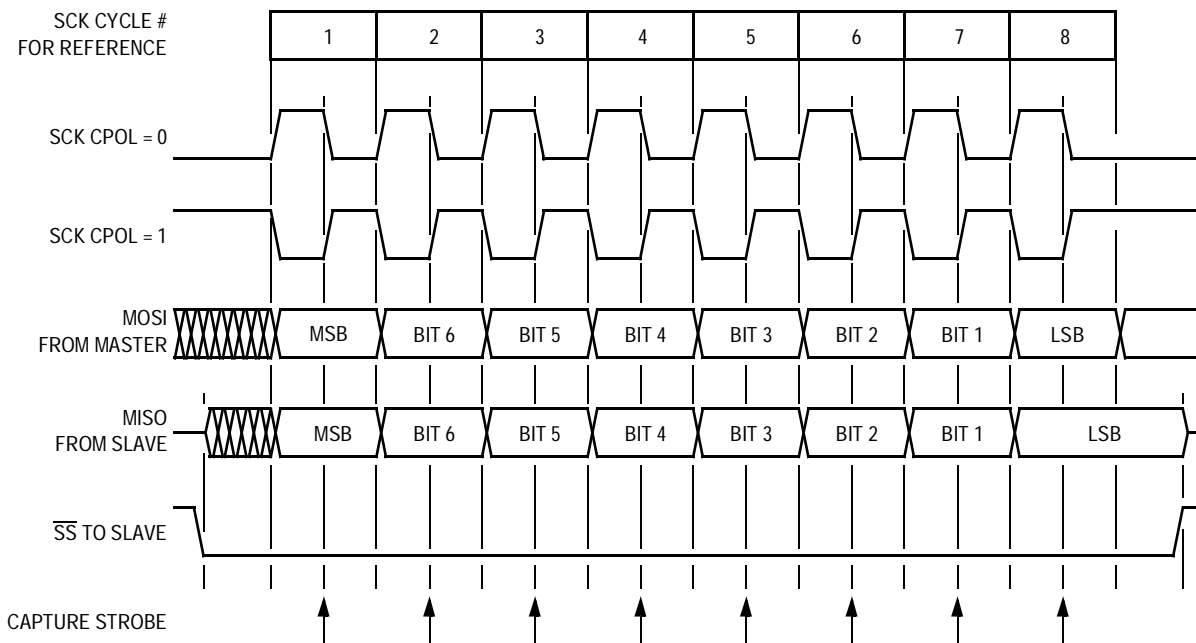 SCK CYCLE #
FOR REFERENCE
1 2 3 4 5 6 7 8
SCK CPOL = 0
SCK CPOL = 1
MOSI
FROM MASTER
MSB BIT 6 BIT 5 BIT 4 BIT 3 BIT 2 BIT 1 LSB
MISO
FROM SLAVE
MSB BIT 6 BIT 5 BIT 4 BIT 3 BIT 2 BIT 1 LSB
S̅S̅ TO SLAVE
CAPTURE STROBE